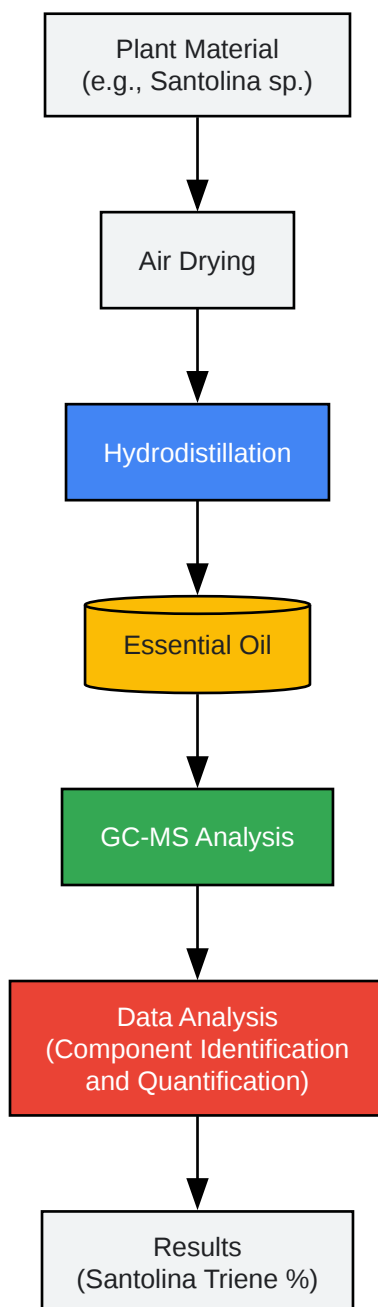 Plant Material
(e.g., Santolina sp.)
Air Drying
Hydrodistillation
Essential Oil
GC-MS Analysis
Data Analysis
(Component Identification
and Quantification)
Results
(Santolina Triene %)